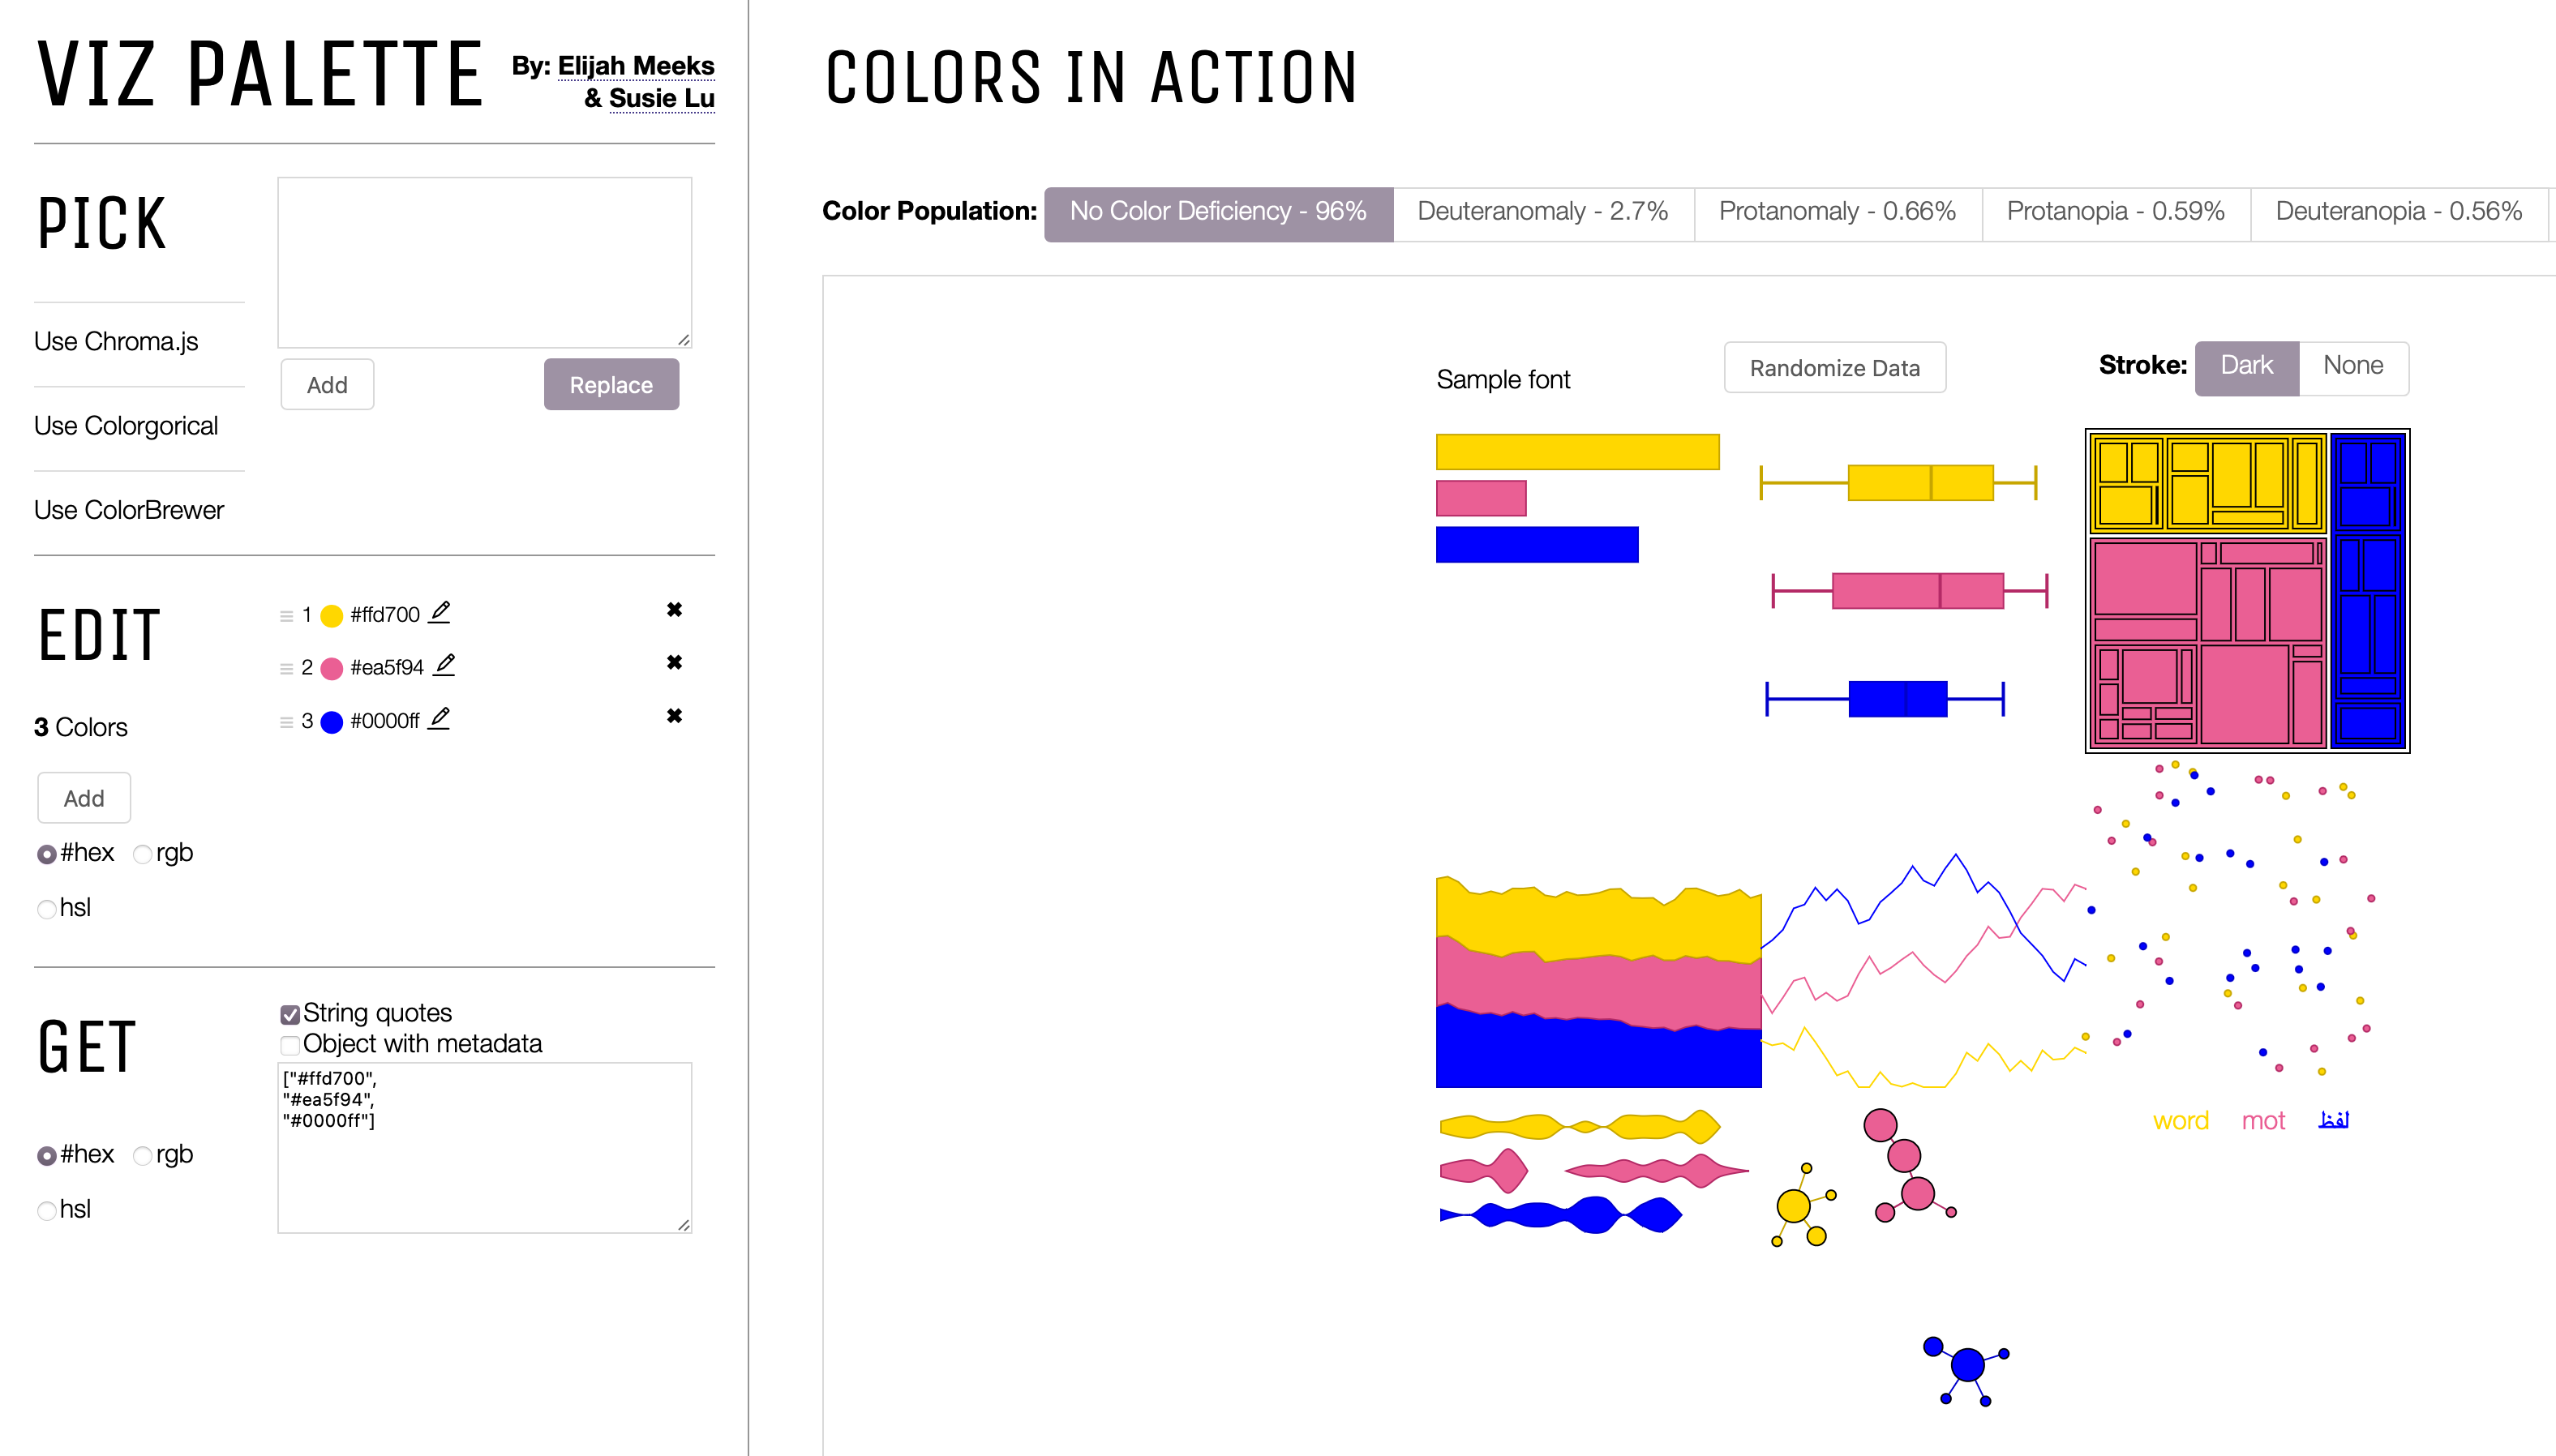 VIZ PALETTE
By: Elijah Meeks
& Susie Lu
PICK
Use Chroma.js
Use Colorgorical
Use ColorBrewer
Add
Replace
EDIT
3 Colors
Add
#hex
rgb
hsl
1 #ffd700
2 #ea5f94
3 #0000ff
GET
#hex
rgb
hsl
String quotes
Object with metadata
["#ffd700",
"#ea5f94",
"#0000ff"]
COLORS IN ACTION
Color Population: No Color Deficiency - 96% Deuteranomaly - 2.7% Protanomaly - 0.66% Protanopia - 0.59% Deuteranopia - 0.56%
Sample font
Randomize Data
Stroke: Dark None
word mot لفظ